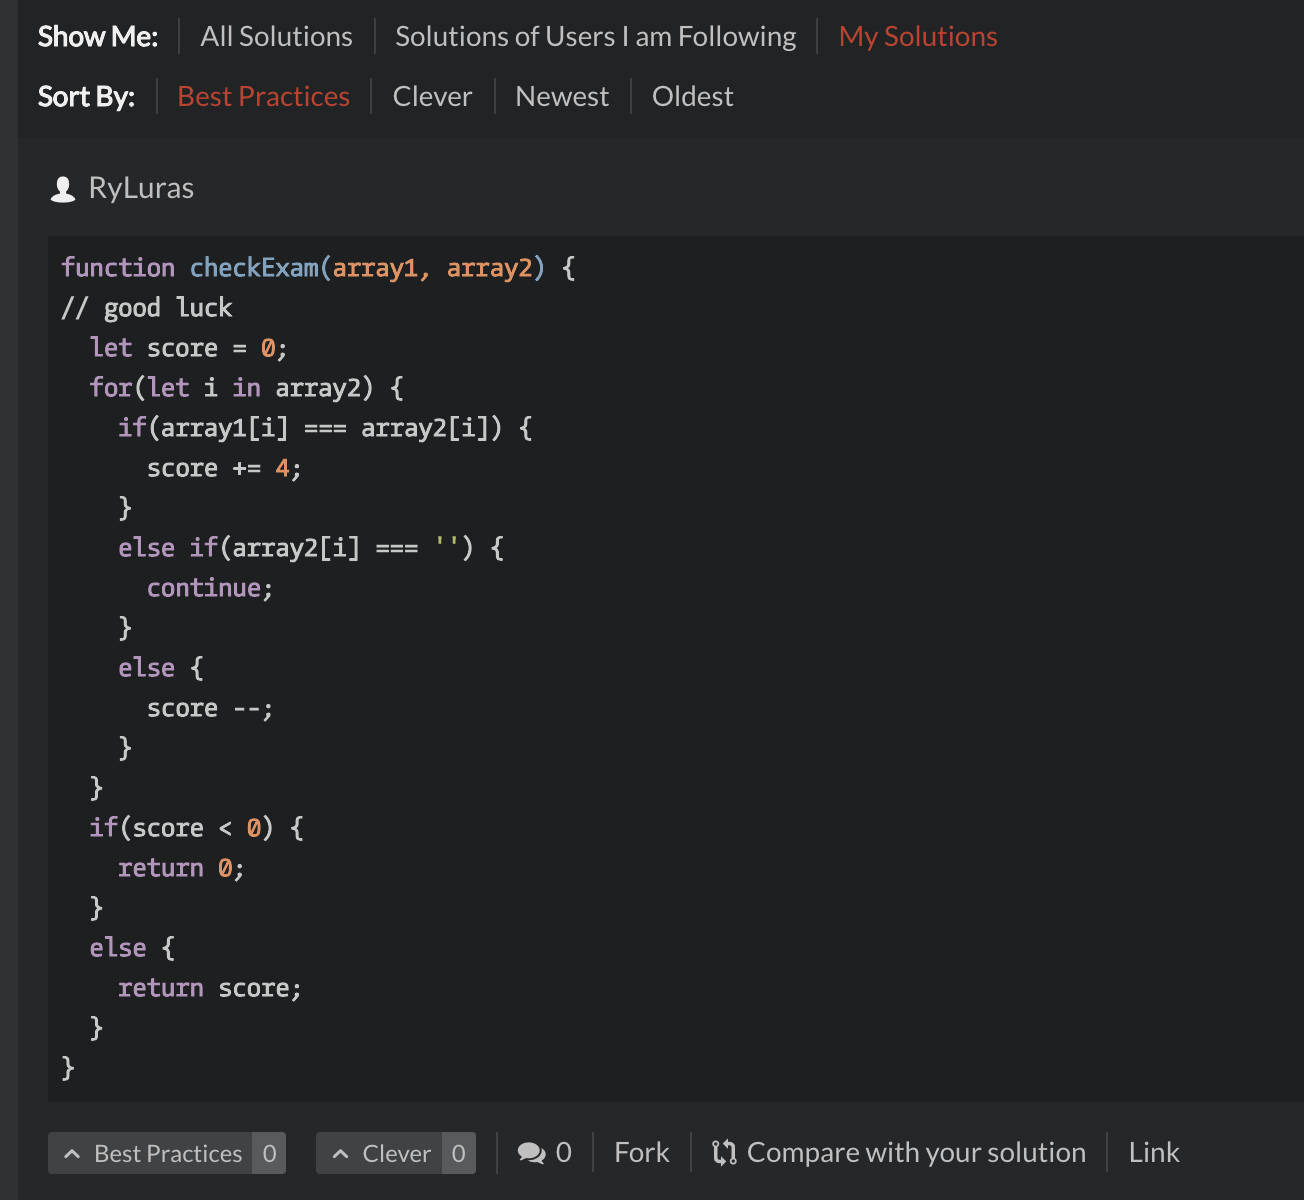 Show Me: All Solutions Solutions of Users I am Following My Solutions
Sort By: Best Practices Clever Newest Oldest
RyLuras
function checkExam(array1, array2) {
// good luck
  let score = 0;
  for(let i in array2) {
    if(array1[i] === array2[i]) {
      score += 4;
    }
    else if(array2[i] === '') {
      continue;
    }
    else {
      score --;
    }
  }
  if(score < 0) {
    return 0;
  }
  else {
    return score;
  }
}
Best Practices 0 Clever 0 0 Fork Compare with your solution Link